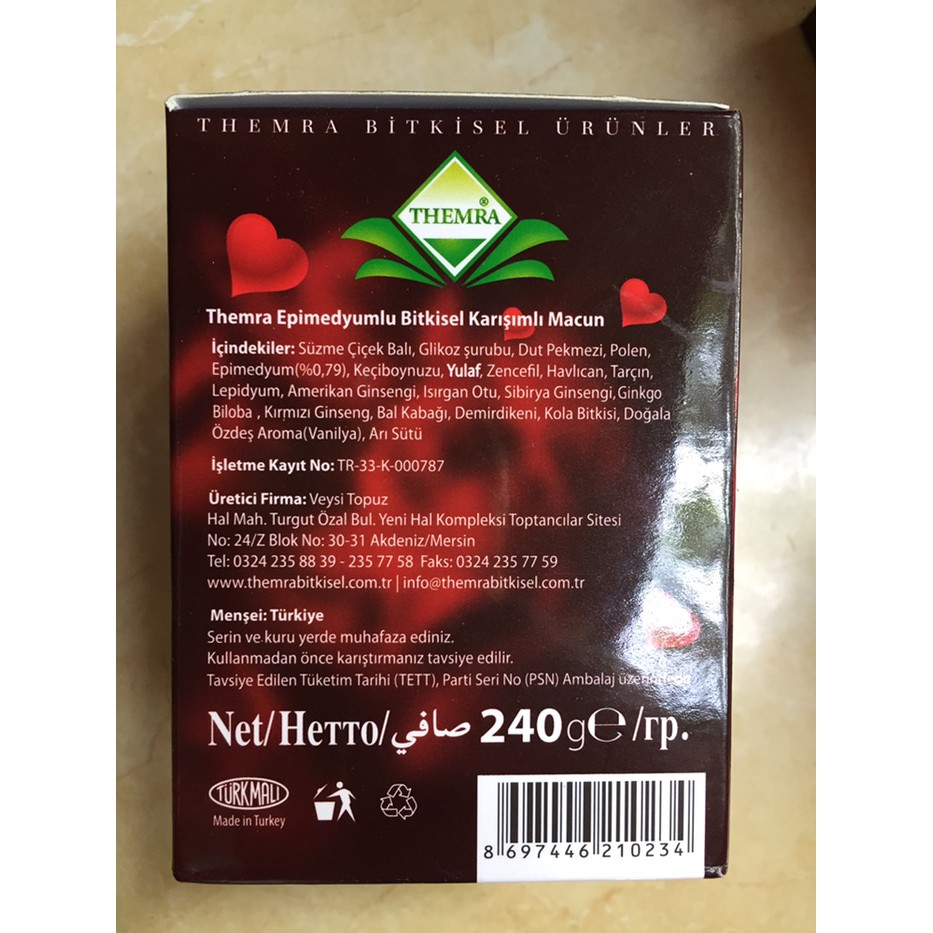 THEMRA BİTKİSEL ÜRÜNLER
THEMRA®
Themra Epimedyumlu Bitkisel Karışımlı Macun
İçindekiler: Süzme Çiçek Balı, Glikoz şurubu, Dut Pekmezi, Polen,
Epimedyum(%0,79), Keçiboynuzu, Yulaf, Zencefil, Havlıcan, Tarçın,
Lepidyum, Amerikan Ginsengi, Isırgan Otu, Sibirya Ginsengi,Ginkgo
Biloba , Kırmızı Ginseng, Bal Kabağı, Demirdikeni, Kola Bitkisi, Doğala
Özdeş Aroma(Vanilya), Arı Sütü
İşletme Kayıt No: TR-33-K-000787
Üretici Firma: Veysi Topuz
Hal Mah. Turgut Özal Bul. Yeni Hal Kompleksi Toptancılar Sitesi
No: 24/Z Blok No: 30-31 Akdeniz/Mersin
Tel: 0324 235 88 39 - 235 77 58 Faks: 0324 235 77 59
www.themrabitkisel.com.tr | info@themrabitkisel.com.tr
Menşei: Türkiye
Serin ve kuru yerde muhafaza ediniz.
Kullanmadan önce karıştırmanız tavsiye edilir.
Tavsiye Edilen Tüketim Tarihi (TETT), Parti Seri No (PSN) Ambalaj üzerindedir
Net/Нетто/صافي 240g℮/гр.
TÜRKMALI
Made in Turkey
8 697446 210234